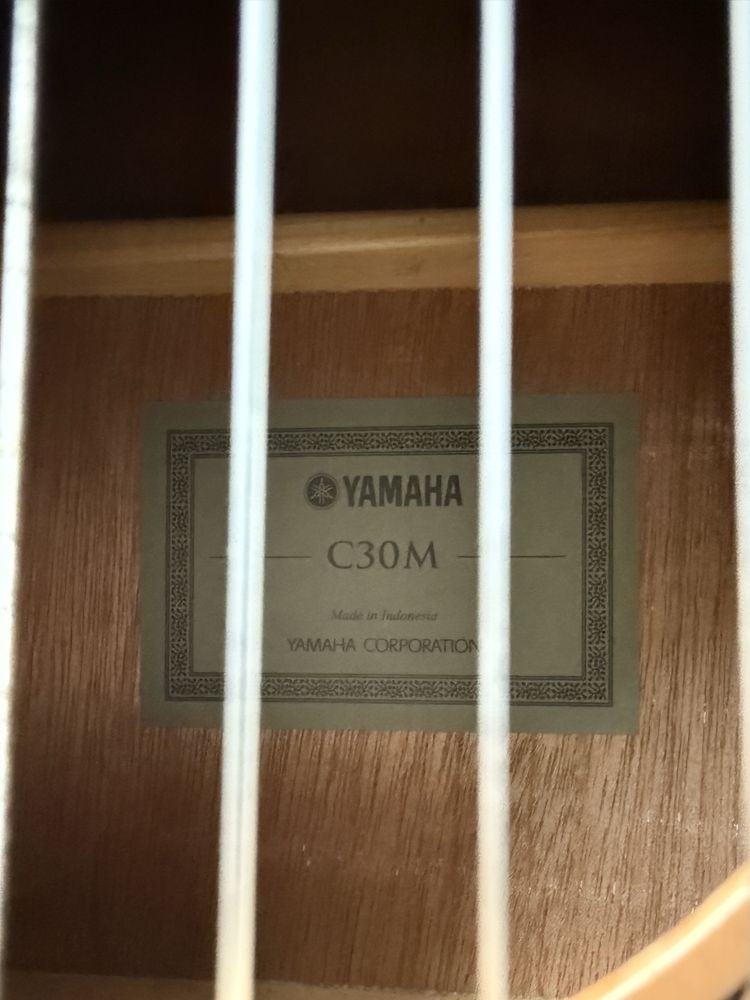 YAMAHA
C30M
Made in Indonesia
YAMAHA CORPORATION